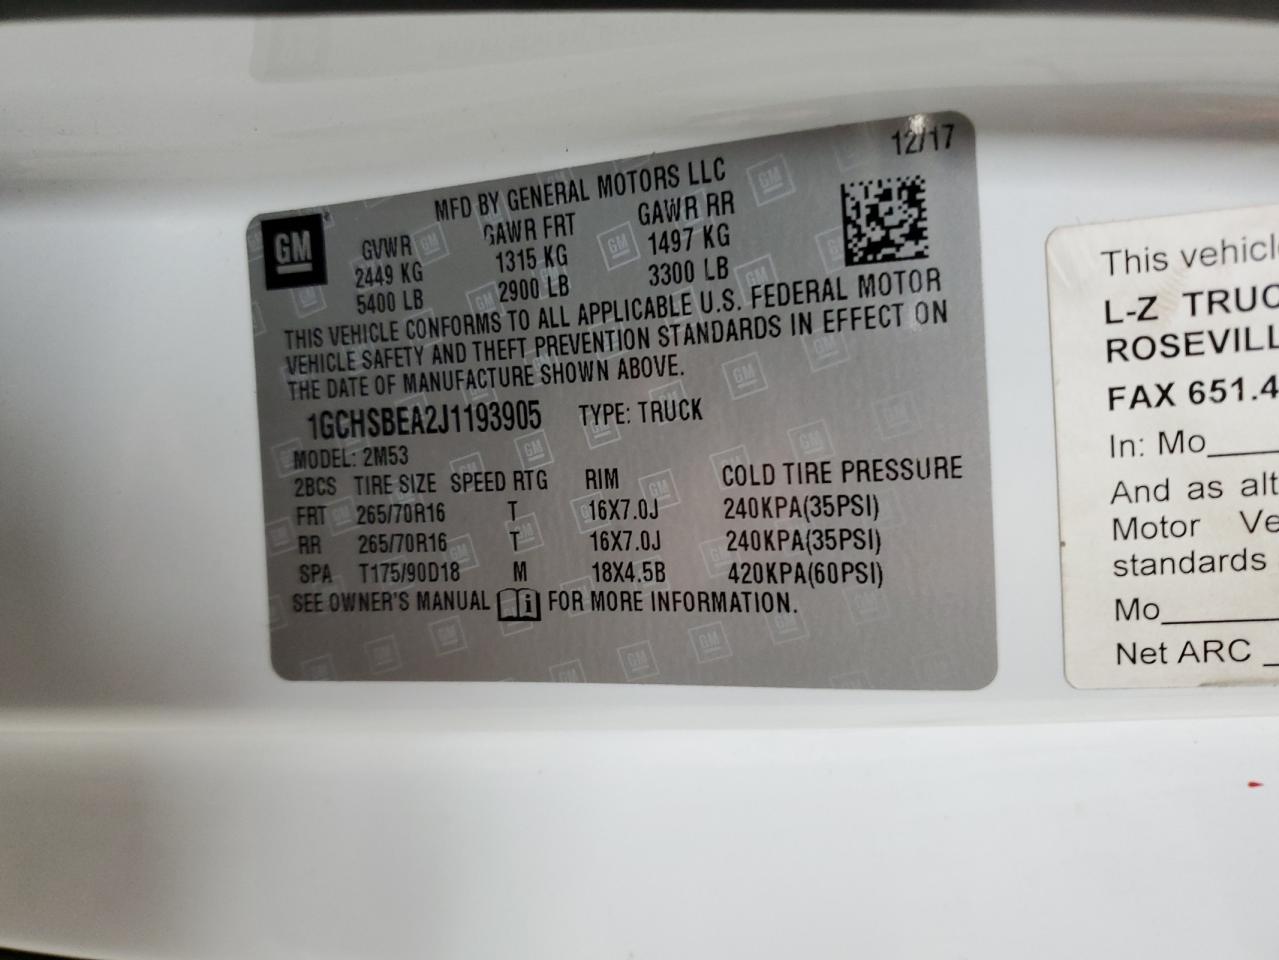 12/17
MFD BY GENERAL MOTORS LLC
GM
GVWR GAWR FRT GAWR RR
2449 KG 1315 KG 1497 KG
5400 LB 2900 LB 3300 LB
THIS VEHICLE CONFORMS TO ALL APPLICABLE U.S. FEDERAL MOTOR
VEHICLE SAFETY AND THEFT PREVENTION STANDARDS IN EFFECT ON
THE DATE OF MANUFACTURE SHOWN ABOVE.
1GCHSBEA2J1193905 TYPE: TRUCK
MODEL: 2M53
2BCS TIRE SIZE SPEED RTG RIM COLD TIRE PRESSURE
FRT 265/70R16 T 16X7.0J 240KPA(35PSI)
RR 265/70R16 T 16X7.0J 240KPA(35PSI)
SPA T175/90D18 M 18X4.5B 420KPA(60PSI)
SEE OWNER'S MANUAL FOR MORE INFORMATION.
This vehicl
L-Z TRUC
ROSEVILL
FAX 651.4
In: Mo
And as alt
Motor Ve
standards
Mo
Net ARC